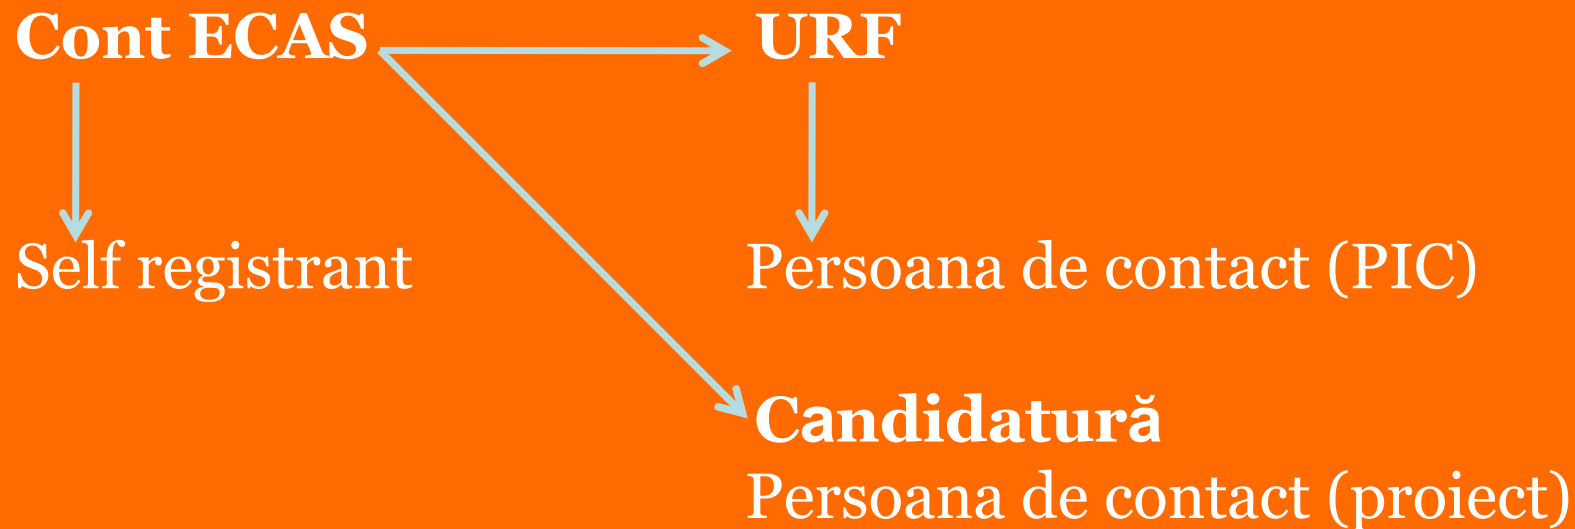 Cont ECAS
URF
Self registrant
Persoana de contact (PIC)
Candidatură
Persoana de contact (proiect)